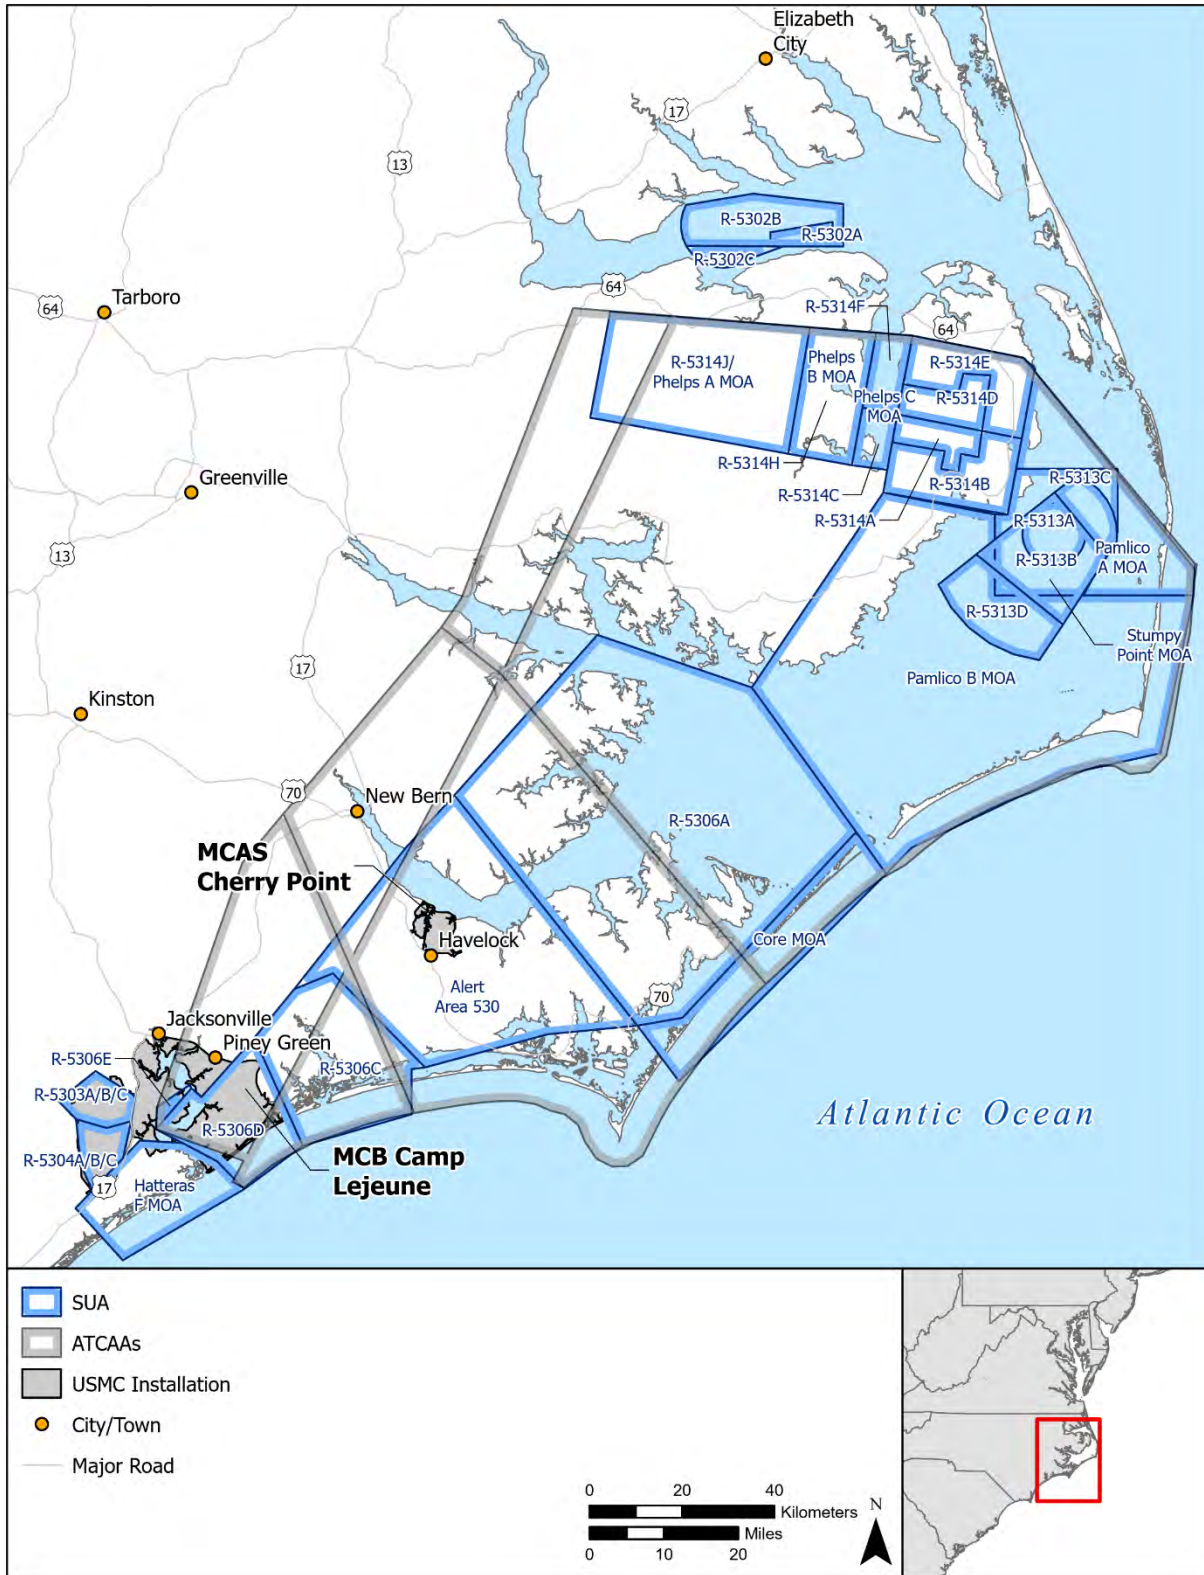 Elizabeth
City
17
13
R-5302B
R-5302A
R-5302C
64
R-5314F
64
Tarboro
64
R-5314E
R-5314J/
Phelps A MOA
Phelps
B MOA
Phelps C
MOA
R-5314D
R-5314H
R-5314C
R-5314B
R-5314A
R-5313C
Greenville
R-5313A
Pamlico
A MOA
R-5313B
13
R-5313D
Stumpy
Point MOA
17
Pamlico B MOA
Kinston
70
New Bern
R-5306A
MCAS
Cherry Point
Havelock
Core MOA
Alert
Area 530
70
Jacksonville
Piney Green
R-5306E
R-5306C
R-5303A/B/C
R-5306D
Atlantic Ocean
R-5304A/B/C
MCB Camp
Lejeune
17
Hatteras
F MOA
SUA
ATCAAs
USMC Installation
City/Town
Major Road
0 20 40
Kilometers
Miles
0 10 20
N